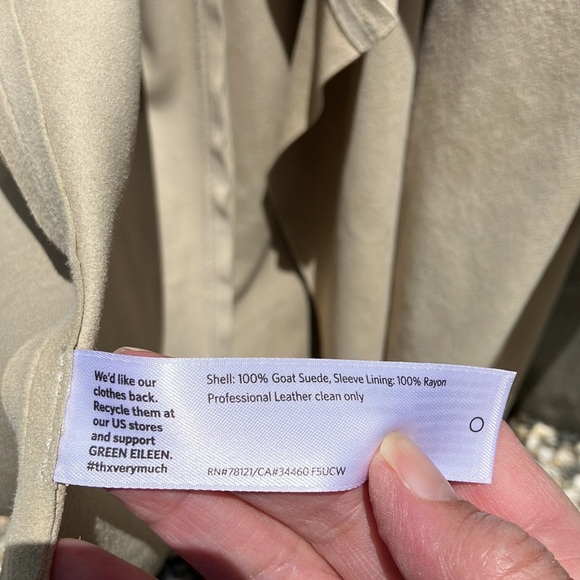 We'd like our
clothes back.
Recycle them at
our US stores
and support
GREEN EILEEN.
#thxverymuch
Shell: 100% Goat Suede, Sleeve Lining: 100% Rayon
Professional Leather clean only
RN#78121/CA#34460 F5UCW